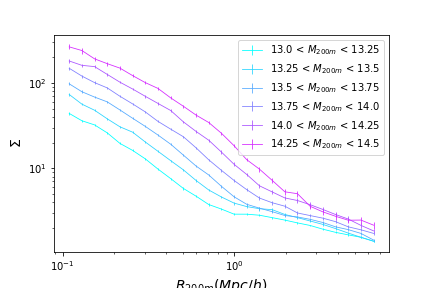 13.0 < M200m < 13.25
13.25 < M200m < 13.5
13.5 < M200m < 13.75
13.75 < M200m < 14.0
14.0 < M200m < 14.25
14.25 < M200m < 14.5
10²
10¹
Σ
10⁻¹
10⁰
R200m(Mpc/h)